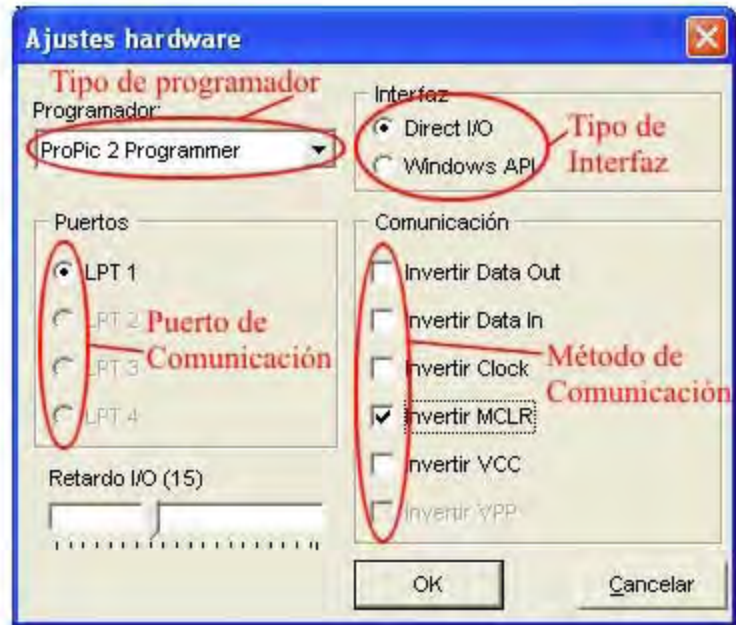 Ajustes hardware
Tipo de programador
Programador:
ProPic 2 Programmer
Interfaz
Direct I/O
Windows API
Tipo de
Interfaz
Puertos
LPT 1
LPT 2
LPT 3
LPT 4
Puerto de
Comunicación
Retardo I/O (15)
Comunicación
Invertir Data Out
Invertir Data In
Invertir Clock
Invertir MCLR
Invertir VCC
Invertir VPP
Método de
Comunicación
OK
Cancelar